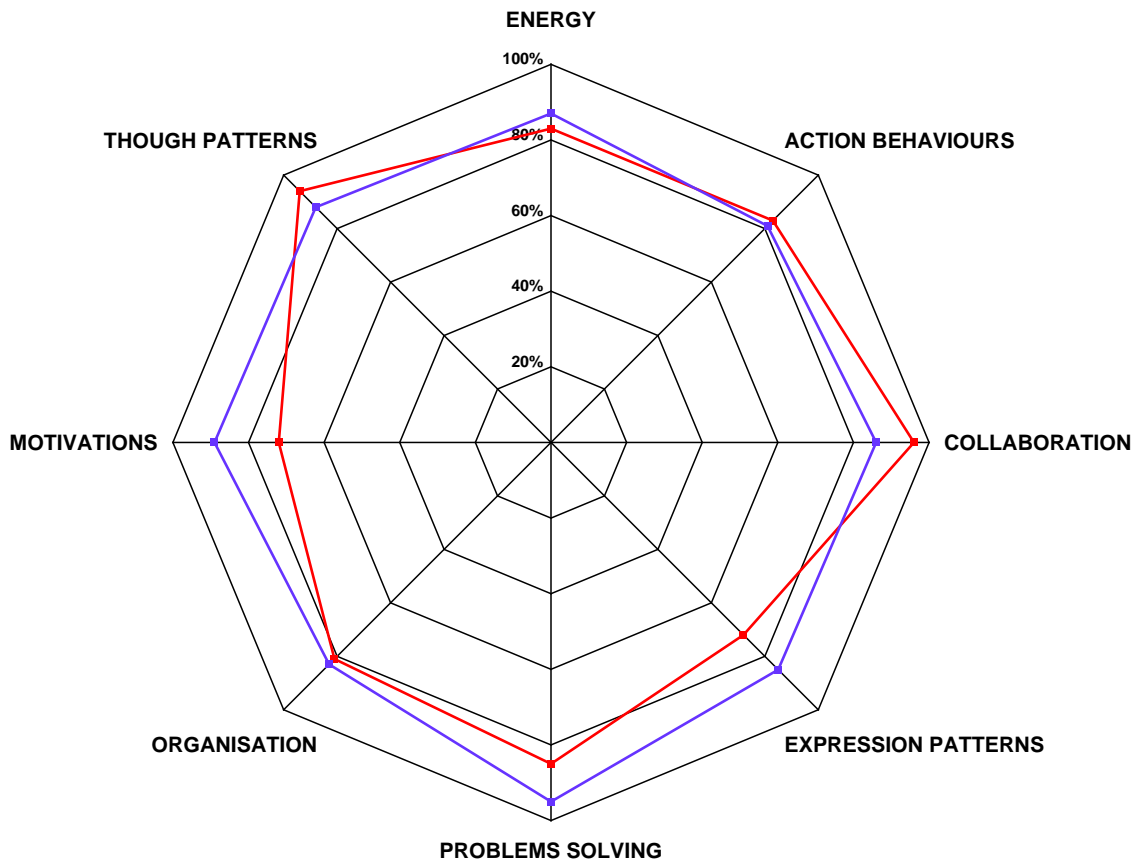 ENERGY
100%
THOUGH PATTERNS
ACTION BEHAVIOURS
80%
60%
40%
20%
MOTIVATIONS
COLLABORATION
ORGANISATION
EXPRESSION PATTERNS
PROBLEMS SOLVING